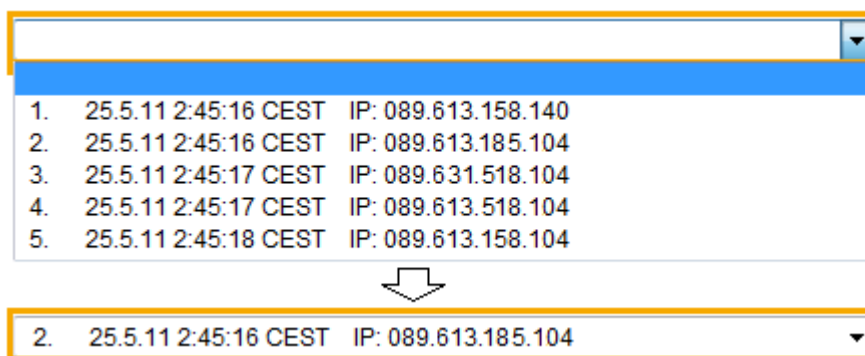 1. 25.5.11 2:45:16 CEST IP: 089.613.158.140
2. 25.5.11 2:45:16 CEST IP: 089.613.185.104
3. 25.5.11 2:45:17 CEST IP: 089.631.518.104
4. 25.5.11 2:45:17 CEST IP: 089.613.518.104
5. 25.5.11 2:45:18 CEST IP: 089.613.158.104
2. 25.5.11 2:45:16 CEST IP: 089.613.185.104